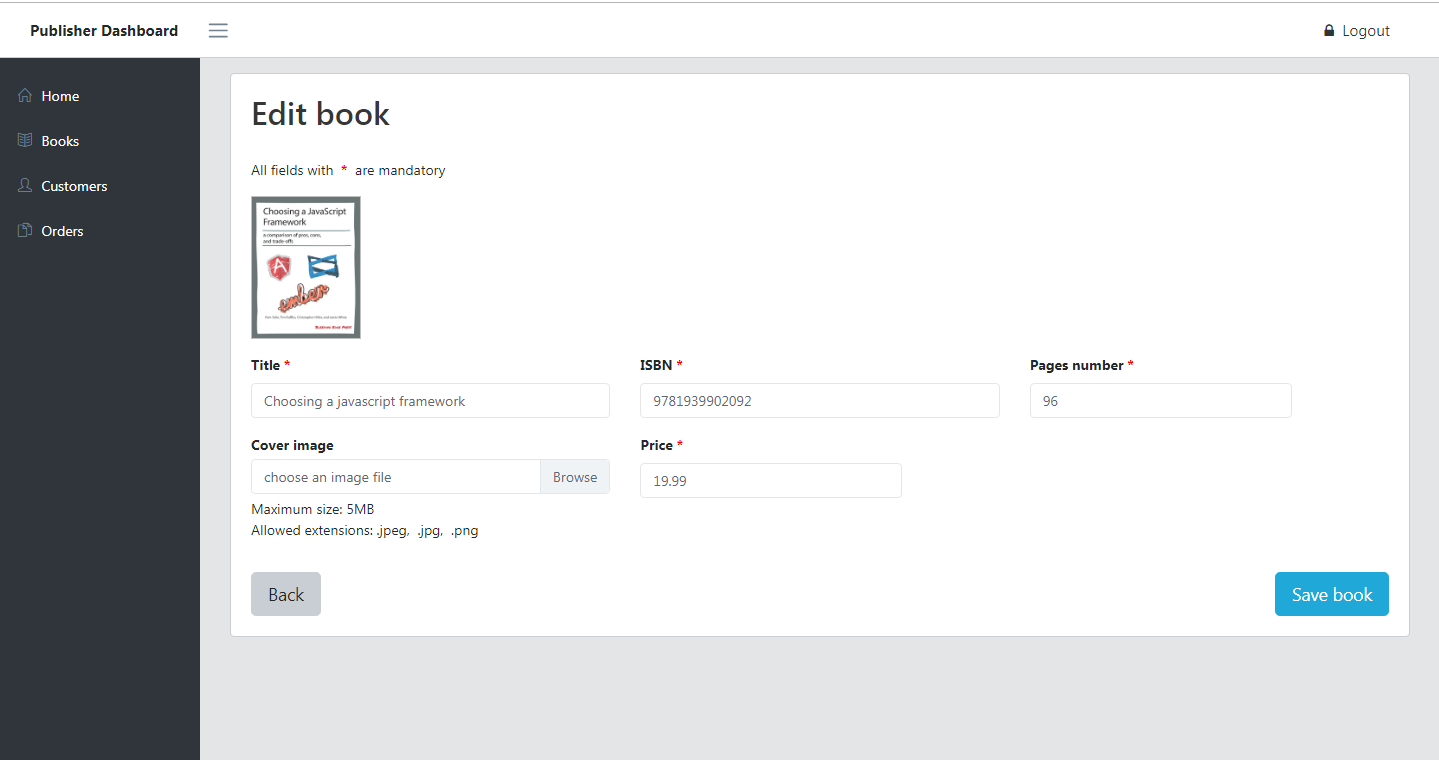 Publisher Dashboard
Logout
Home
Books
Customers
Orders
Edit book
All fields with * are mandatory
Choosing a JavaScript
Framework
a comparison of pros, cons,
and trade-offs
ember
Title *
ISBN *
Pages number *
Choosing a javascript framework
9781939902092
96
Cover image
Price *
choose an image file
Browse
19.99
Maximum size: 5MB
Allowed extensions: .jpeg, .jpg, .png
Back
Save book